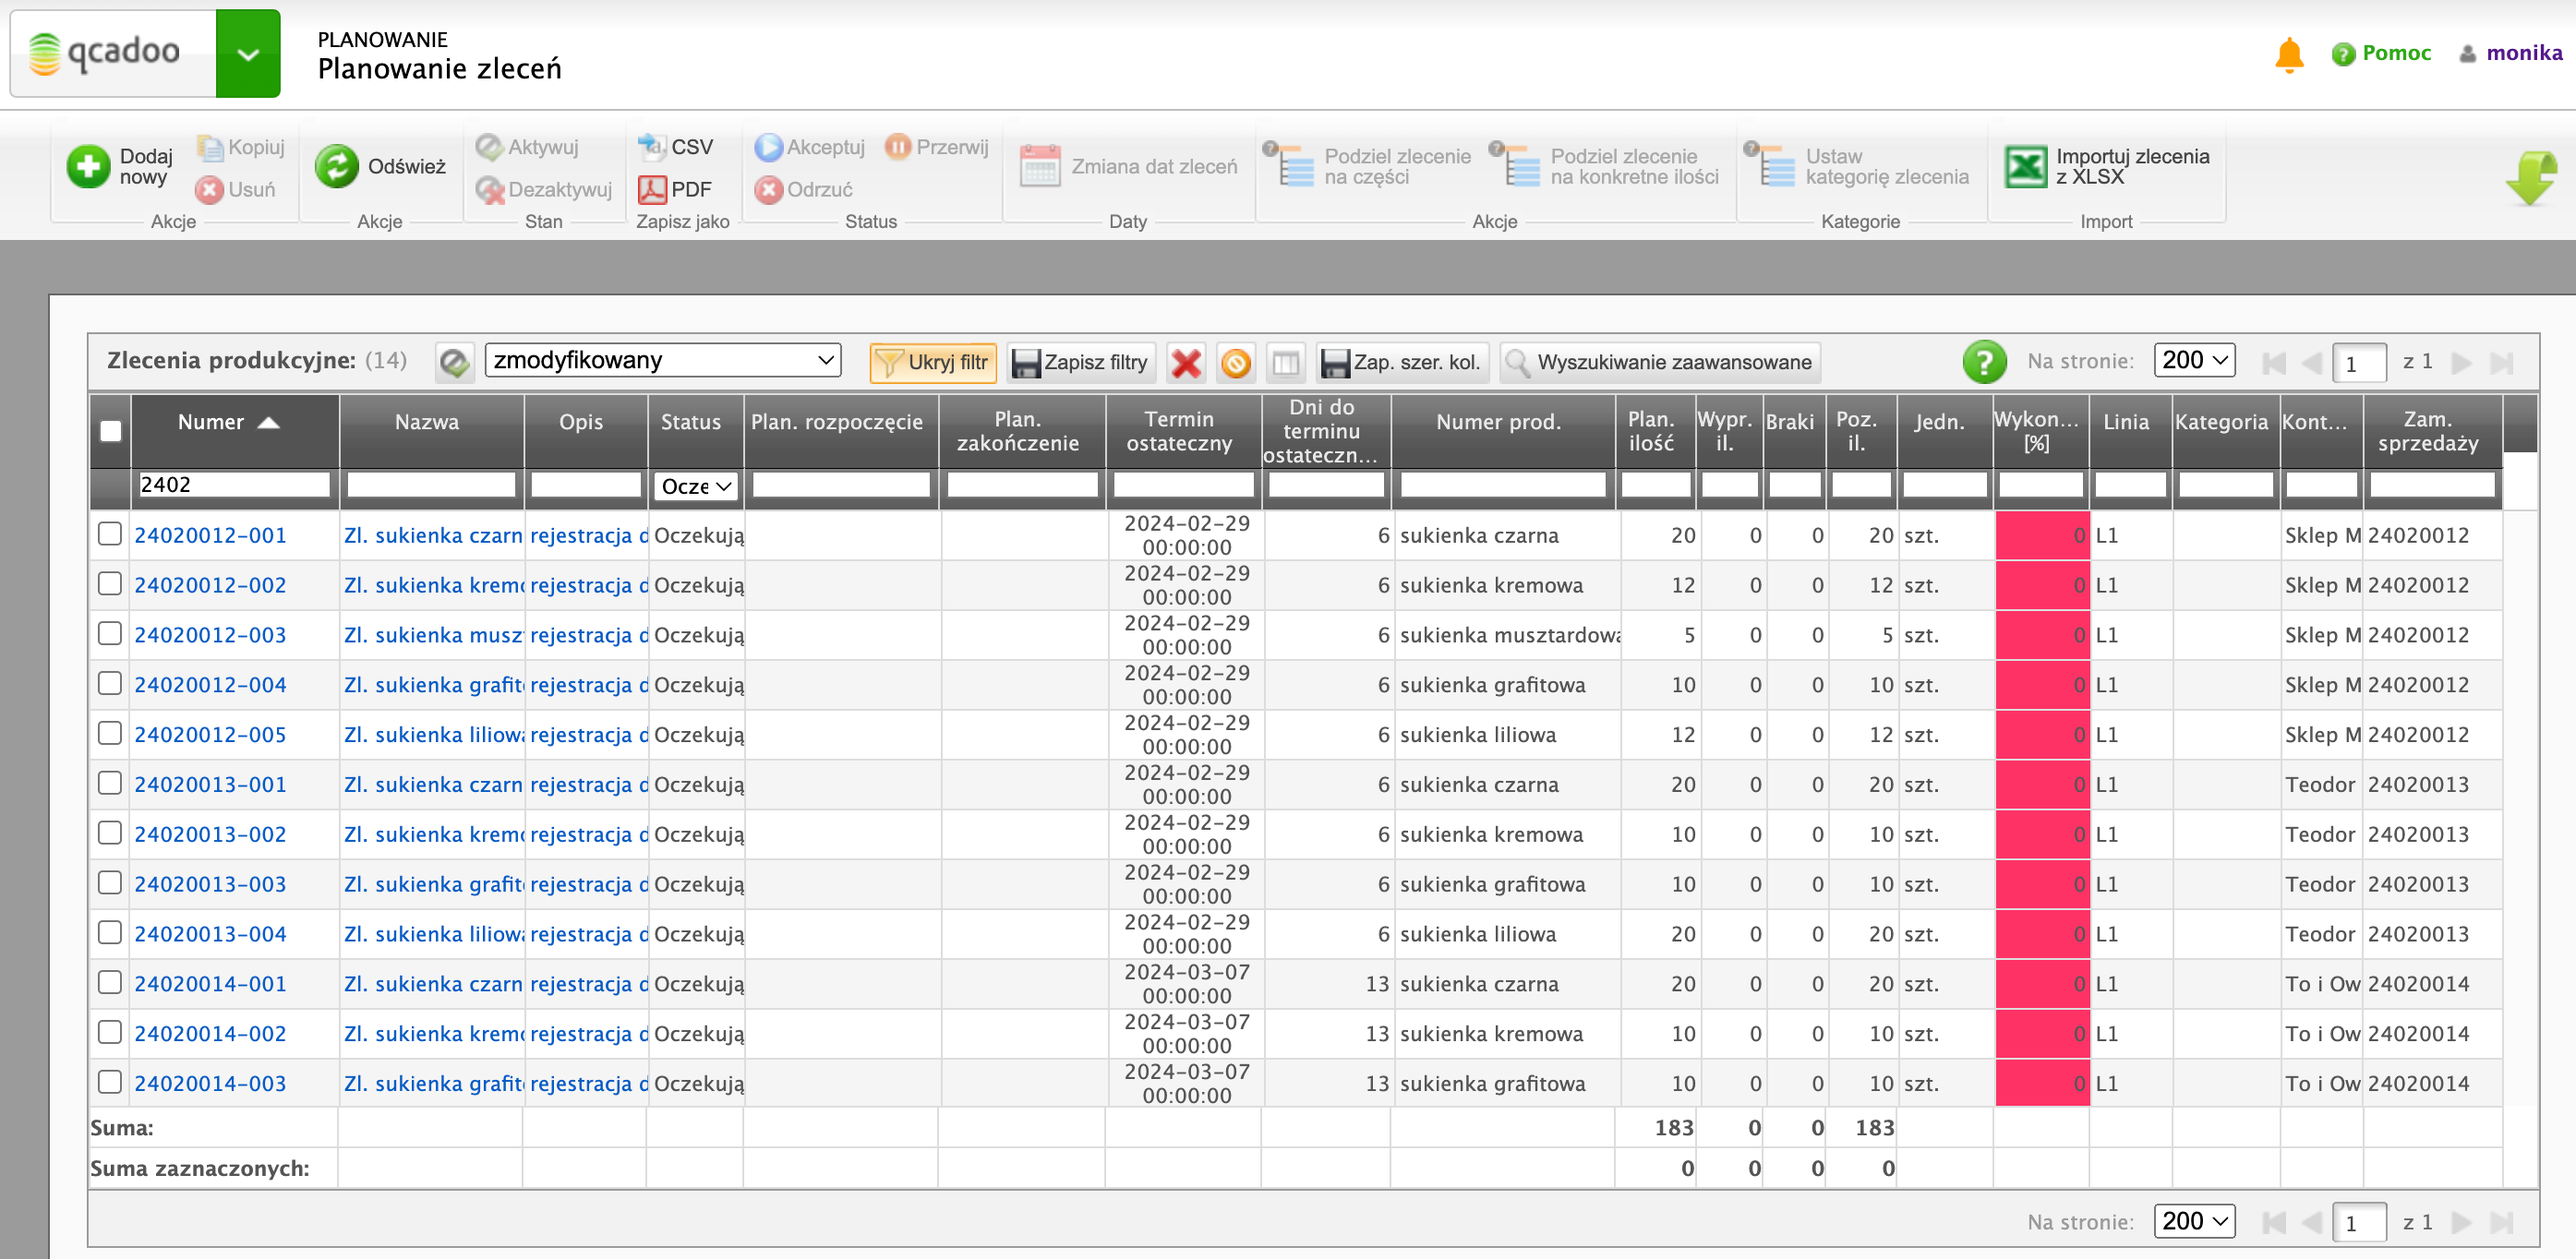 qcadoo
PLANOWANIE
Planowanie zleceń
Pomoc
monika
Dodaj nowy
Kopiuj
Usuń
Akcje
Odśwież
Akcje
Aktywuj
Dezaktywuj
Stan
CSV
PDF
Zapisz jako
Akceptuj
Przerwij
Odrzuć
Status
Zmiana dat zleceń
Daty
Podziel zlecenie na części
Podziel zlecenie na konkretne ilości
Akcje
Ustaw kategorię zlecenia
Kategorie
Importuj zlecenia z XLSX
Import
Zlecenia produkcyjne: (14) zmodyfikowany Ukryj filtr Zapisz filtry Zap. szer. kol. Wyszukiwanie zaawansowane Na stronie: 200 1 z 1
Numer Nazwa Opis Status Plan. rozpoczęcie Plan. zakończenie Termin ostateczny Dni do terminu ostateczn... Numer prod. Plan. ilość Wypr. il. Braki Poz. il. Jedn. Wykon... [%] Linia Kategoria Kont... Zam. sprzedaży
2402 Ocze
24020012-001 Zl. sukienka czarn rejestracja d Oczekują 2024-02-29 00:00:00 6 sukienka czarna 20 0 0 20 szt. 0 L1 Sklep M 24020012
24020012-002 Zl. sukienka kremo rejestracja d Oczekują 2024-02-29 00:00:00 6 sukienka kremowa 12 0 0 12 szt. 0 L1 Sklep M 24020012
24020012-003 Zl. sukienka musz rejestracja d Oczekują 2024-02-29 00:00:00 6 sukienka musztardowa 5 0 0 5 szt. 0 L1 Sklep M 24020012
24020012-004 Zl. sukienka grafit rejestracja d Oczekują 2024-02-29 00:00:00 6 sukienka grafitowa 10 0 0 10 szt. 0 L1 Sklep M 24020012
24020012-005 Zl. sukienka liliowa rejestracja d Oczekują 2024-02-29 00:00:00 6 sukienka liliowa 12 0 0 12 szt. 0 L1 Sklep M 24020012
24020013-001 Zl. sukienka czarn rejestracja d Oczekują 2024-02-29 00:00:00 6 sukienka czarna 20 0 0 20 szt. 0 L1 Teodor 24020013
24020013-002 Zl. sukienka kremo rejestracja d Oczekują 2024-02-29 00:00:00 6 sukienka kremowa 10 0 0 10 szt. 0 L1 Teodor 24020013
24020013-003 Zl. sukienka grafit rejestracja d Oczekują 2024-02-29 00:00:00 6 sukienka grafitowa 10 0 0 10 szt. 0 L1 Teodor 24020013
24020013-004 Zl. sukienka liliowa rejestracja d Oczekują 2024-02-29 00:00:00 6 sukienka liliowa 20 0 0 20 szt. 0 L1 Teodor 24020013
24020014-001 Zl. sukienka czarn rejestracja d Oczekują 2024-03-07 00:00:00 13 sukienka czarna 20 0 0 20 szt. 0 L1 To i Ow 24020014
24020014-002 Zl. sukienka kremo rejestracja d Oczekują 2024-03-07 00:00:00 13 sukienka kremowa 10 0 0 10 szt. 0 L1 To i Ow 24020014
24020014-003 Zl. sukienka grafit rejestracja d Oczekują 2024-03-07 00:00:00 13 sukienka grafitowa 10 0 0 10 szt. 0 L1 To i Ow 24020014
Suma: 183 0 0 183
Suma zaznaczonych: 0 0 0 0
Na stronie: 200 1 z 1